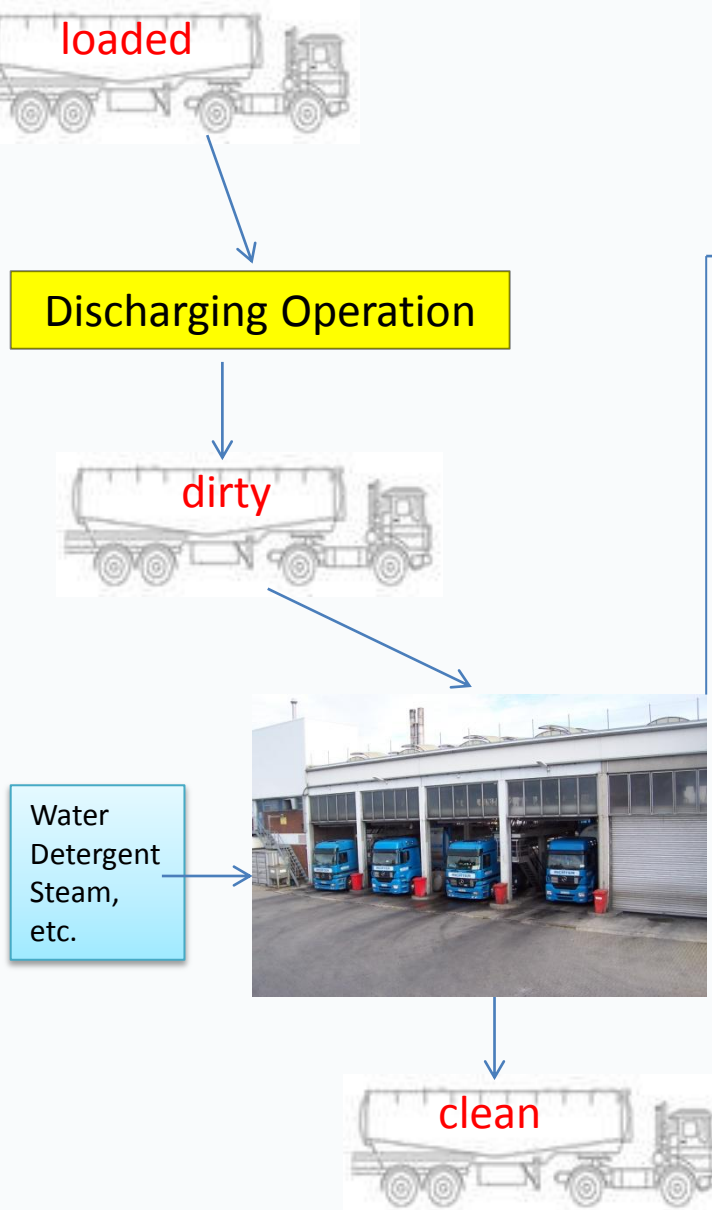 loaded
Discharging Operation
dirty
Water
Detergent
Steam,
etc.
clean